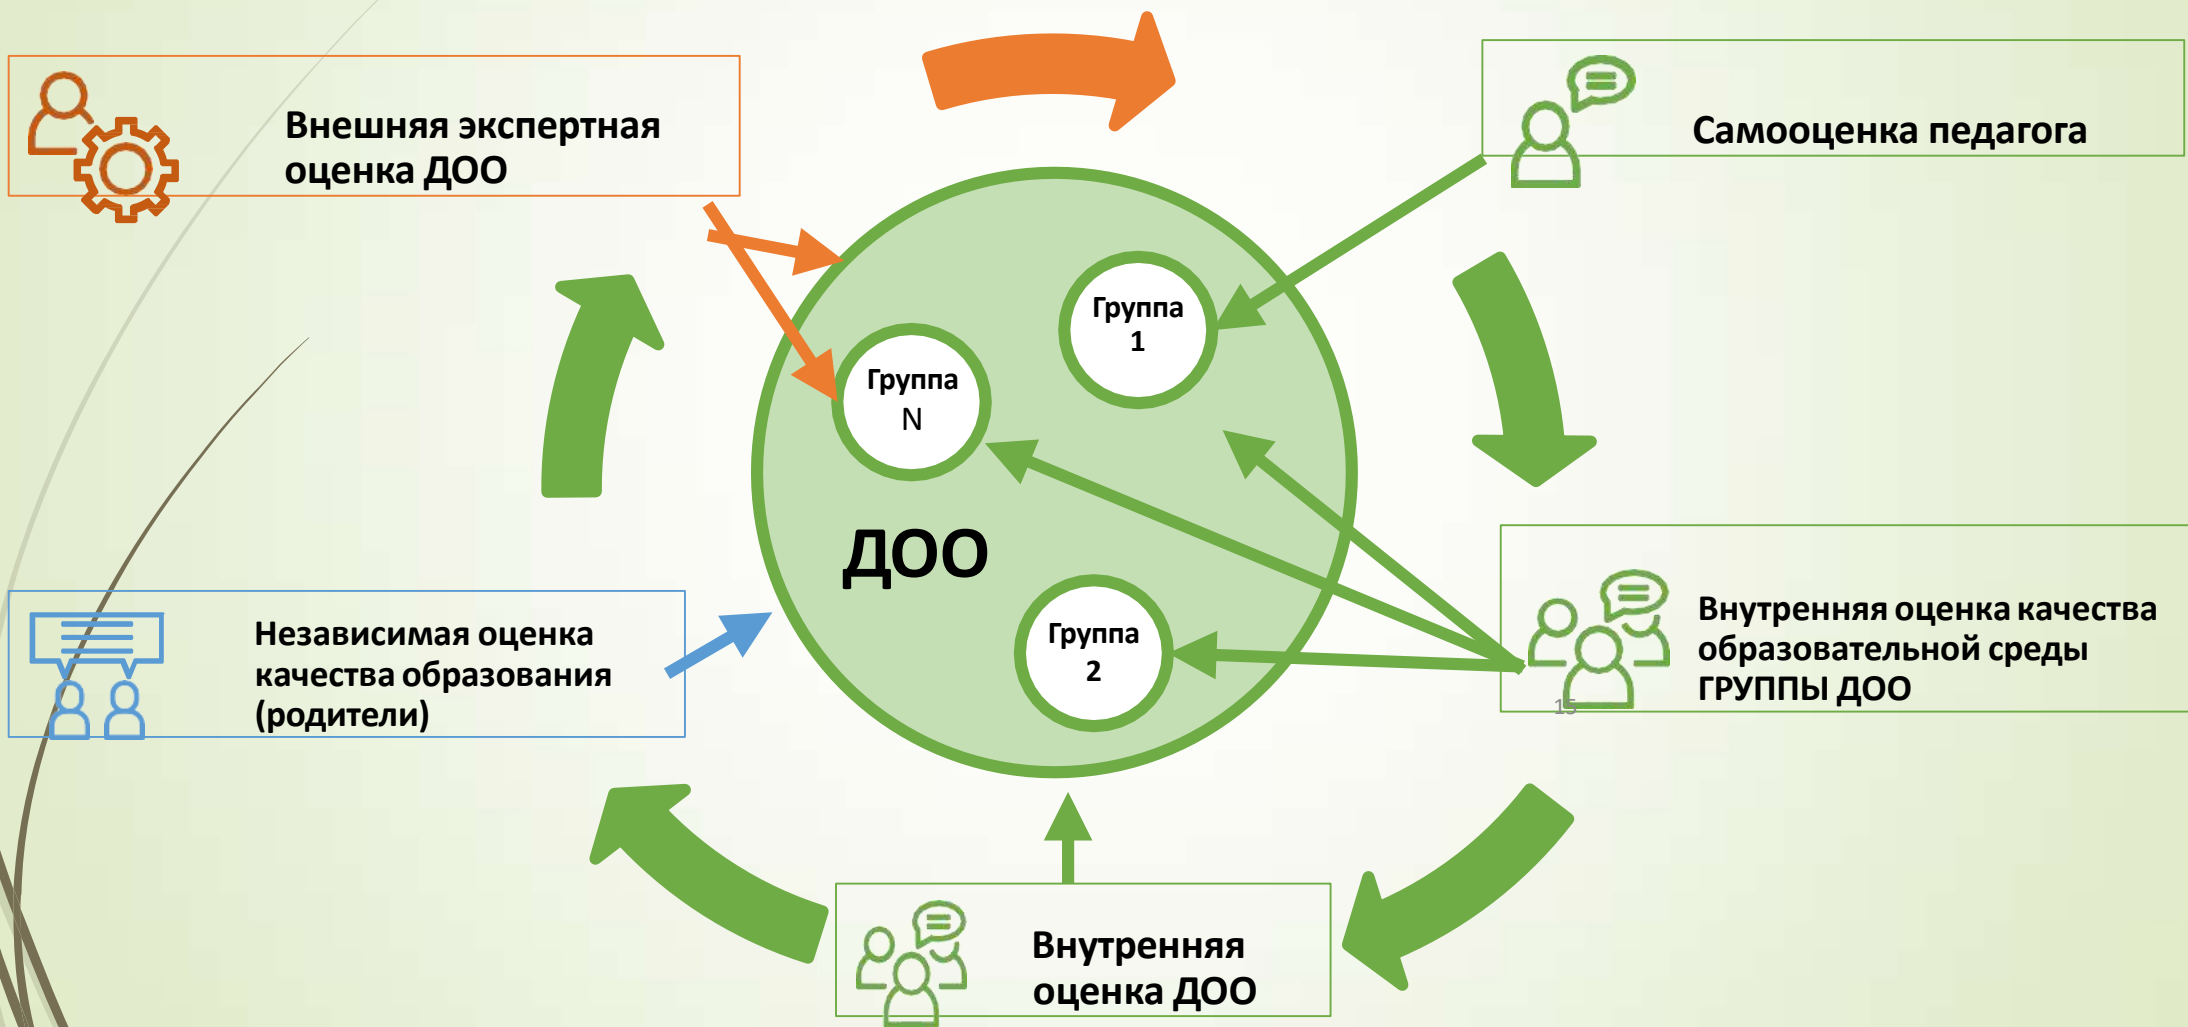 Внешняя экспертная
оценка ДОО
Самооценка педагога
Группа
1
Группа
N
ДОО
Группа
2
Независимая оценка
качества образования
(родители)
Внутренняя оценка качества
образовательной среды
ГРУППЫ ДОО
15
Внутренняя
оценка ДОО